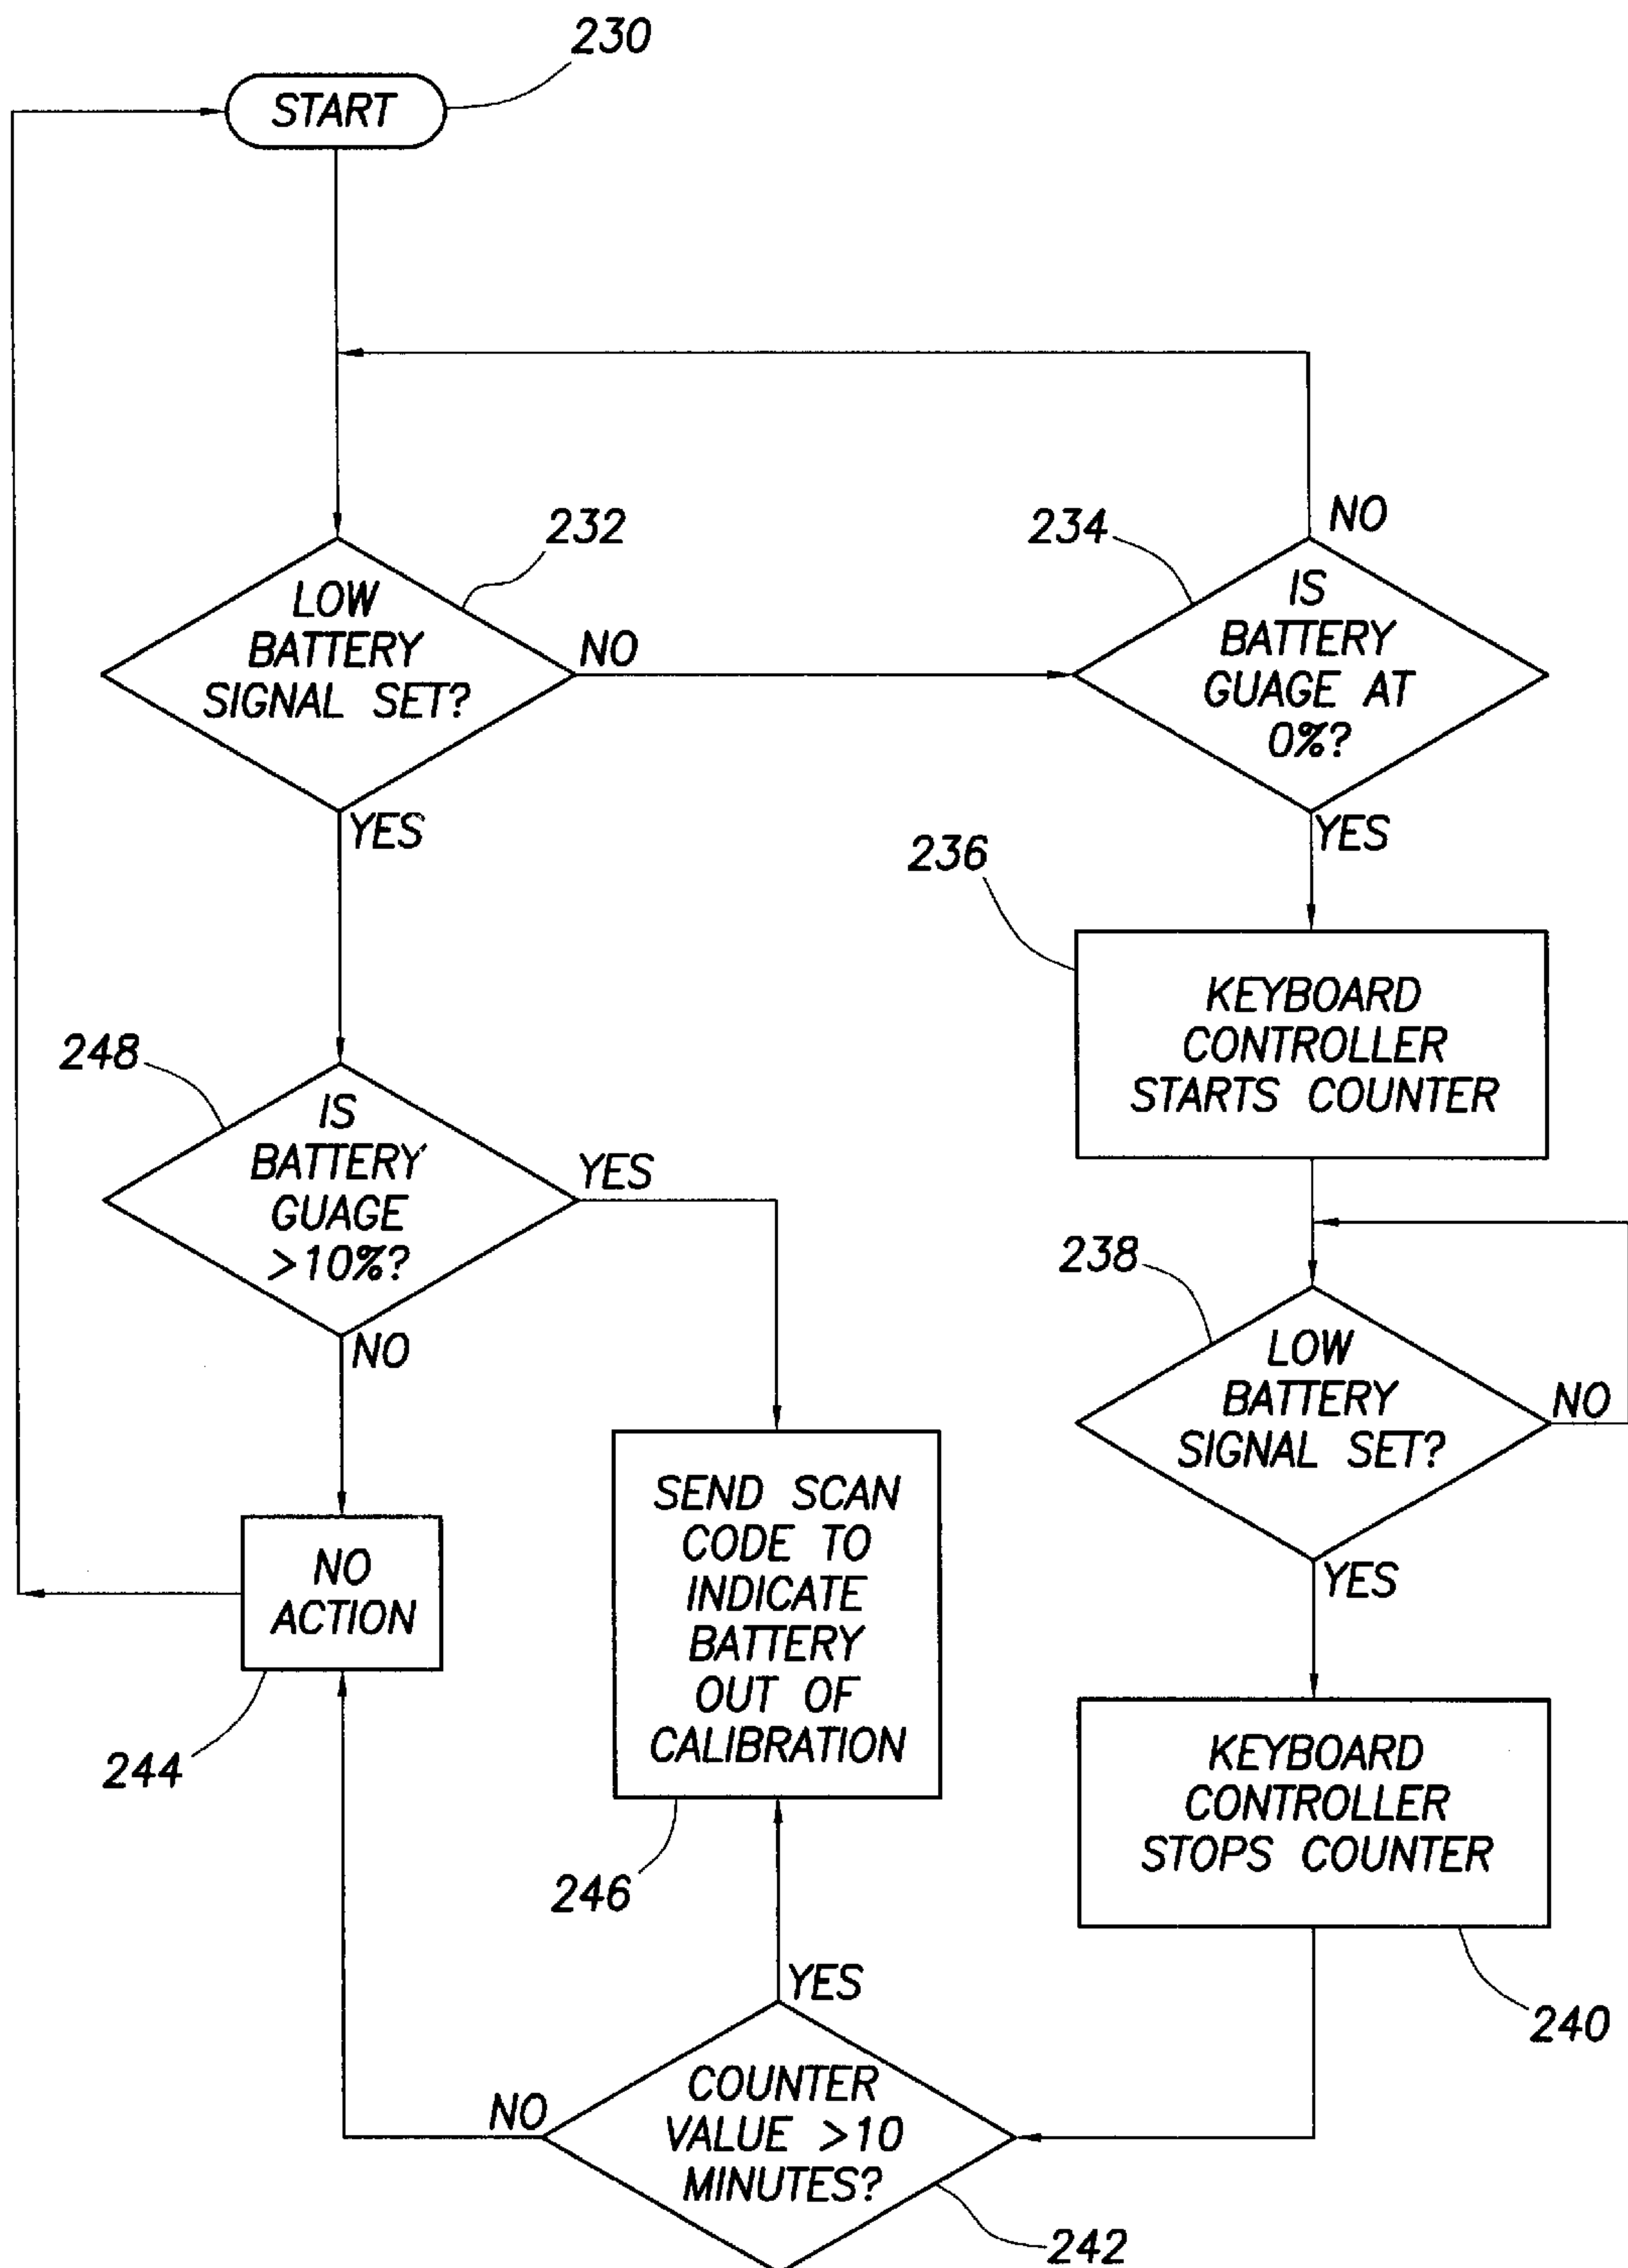 230
START
232
LOW
BATTERY
SIGNAL SET?
NO
YES
234
NO
IS
BATTERY
GUAGE AT
0%?
YES
236
KEYBOARD
CONTROLLER
STARTS COUNTER
248
IS
BATTERY
GUAGE
>10%?
YES
NO
238
LOW
BATTERY
SIGNAL SET?
NO
YES
NO
ACTION
244
SEND SCAN
CODE TO
INDICATE
BATTERY
OUT OF
CALIBRATION
246
KEYBOARD
CONTROLLER
STOPS COUNTER
240
YES
NO
COUNTER
VALUE >10
MINUTES?
242